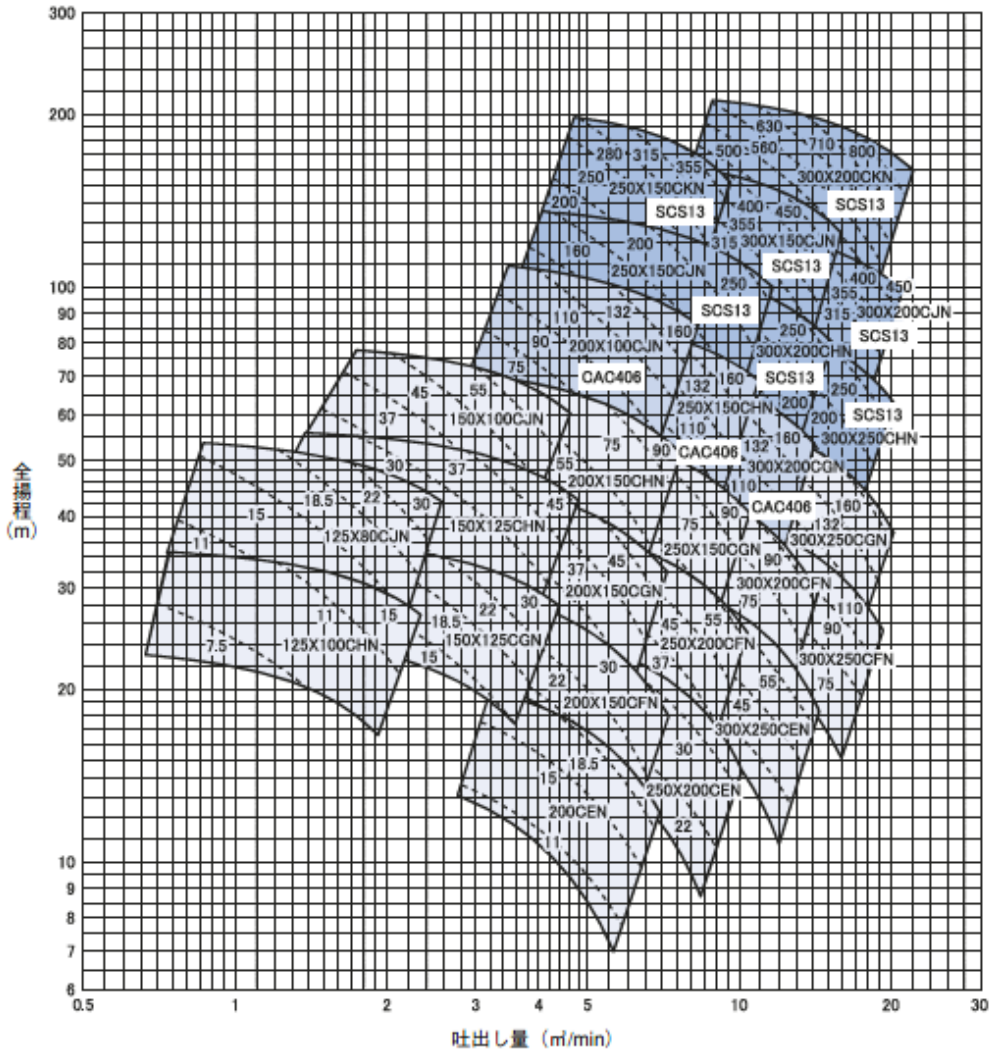 300
200
100
90
80
70
60
50
40
30
20
10
9
8
7
6
全揚程
(m)
630
710
800
500
560
300X200CKN
SCS13
280
315
355
250
250X150CKN
SCS13
200
400
450
355
315
300X150CJN
SCS13
200
160
250X150CJN
250
SCS13
400
450
355
315
300X200CJN
SCS13
132
110
160
90
200X100CJN
75
CAC406
250
300X200CHN
SCS13
200
160
132
250X150CHN
110
CAC406
250
200
SCS13
300X250CHN
55
45
150X100CJN
37
75
90
55
200X150CHN
160
132
300X200CGN
110
CAC406
37
30
45
150X125CHN
22
18.5
30
15
125X80CJN
11
90
75
250X150CGN
160
132
300X250CGN
45
37
200X150CGN
90
300X200CFN
75
30
22
18.5
150X125CGN
15
11
15
125X100CHN
7.5
55
45
250X200CFN
37
110
90
300X250CFN
75
30
22
200X150CFN
55
45
300X250CEN
18.5
15
200CEN
11
30
250X200CEN
22
0.5
1
2
3
4
5
10
20
30
吐出し量 (㎥/min)